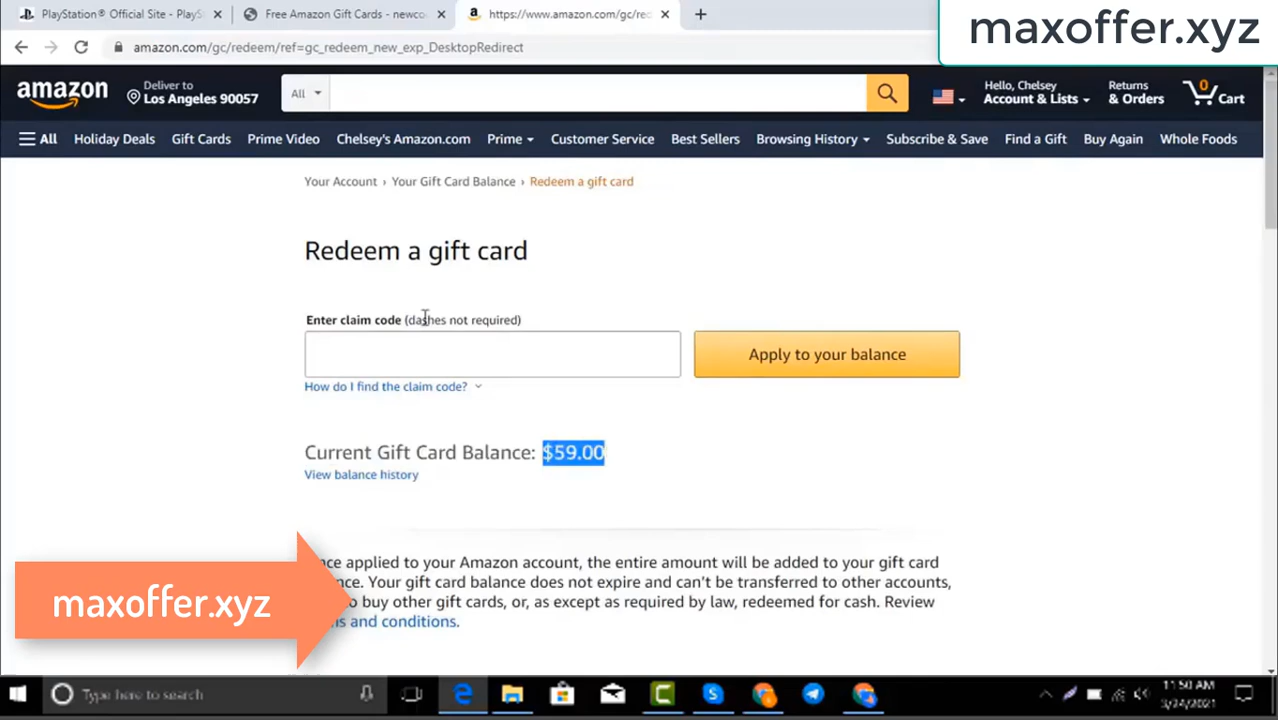 PlayStation® Official Site - PlayS
Free Amazon Gift Cards - newco
https://www.amazon.com/gc/red
maxoffer.xyz
amazon.com/gc/redeem/ref=gc_redeem_new_exp_DesktopRedirect
amazon
Deliver to
Los Angeles 90057
All
Hello, Chelsey
Account & Lists
Returns
& Orders
0
Cart
All Holiday Deals Gift Cards Prime Video Chelsey's Amazon.com Prime Customer Service Best Sellers Browsing History Subscribe & Save Find a Gift Buy Again Whole Foods
Your Account › Your Gift Card Balance › Redeem a gift card
Redeem a gift card
Enter claim code (dashes not required)
Apply to your balance
How do I find the claim code?
Current Gift Card Balance: $59.00
View balance history
nce applied to your Amazon account, the entire amount will be added to your gift card
nce. Your gift card balance does not expire and can't be transferred to other accounts,
o buy other gift cards, or, as except as required by law, redeemed for cash. Review
ns and conditions.
maxoffer.xyz
Type here to search
11:50 AM
3/24/2021